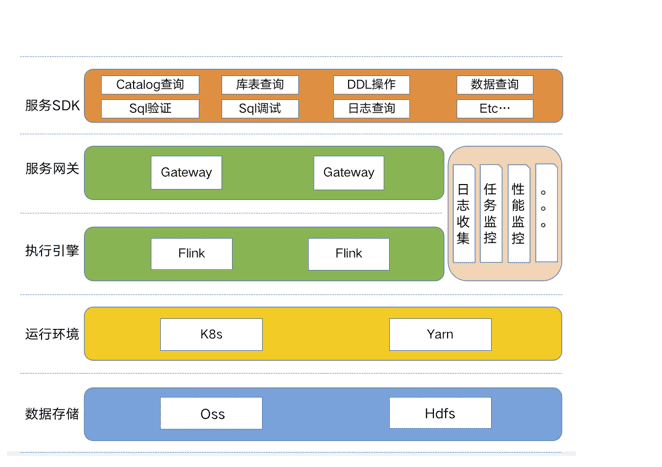 服务SDK
Catalog查询
库表查询
DDL操作
数据查询
Sql验证
Sql调试
日志查询
Etc…
服务网关
Gateway
Gateway
日志收集
任务监控
性能监控
。。。
执行引擎
Flink
Flink
运行环境
K8s
Yarn
数据存储
Oss
Hdfs